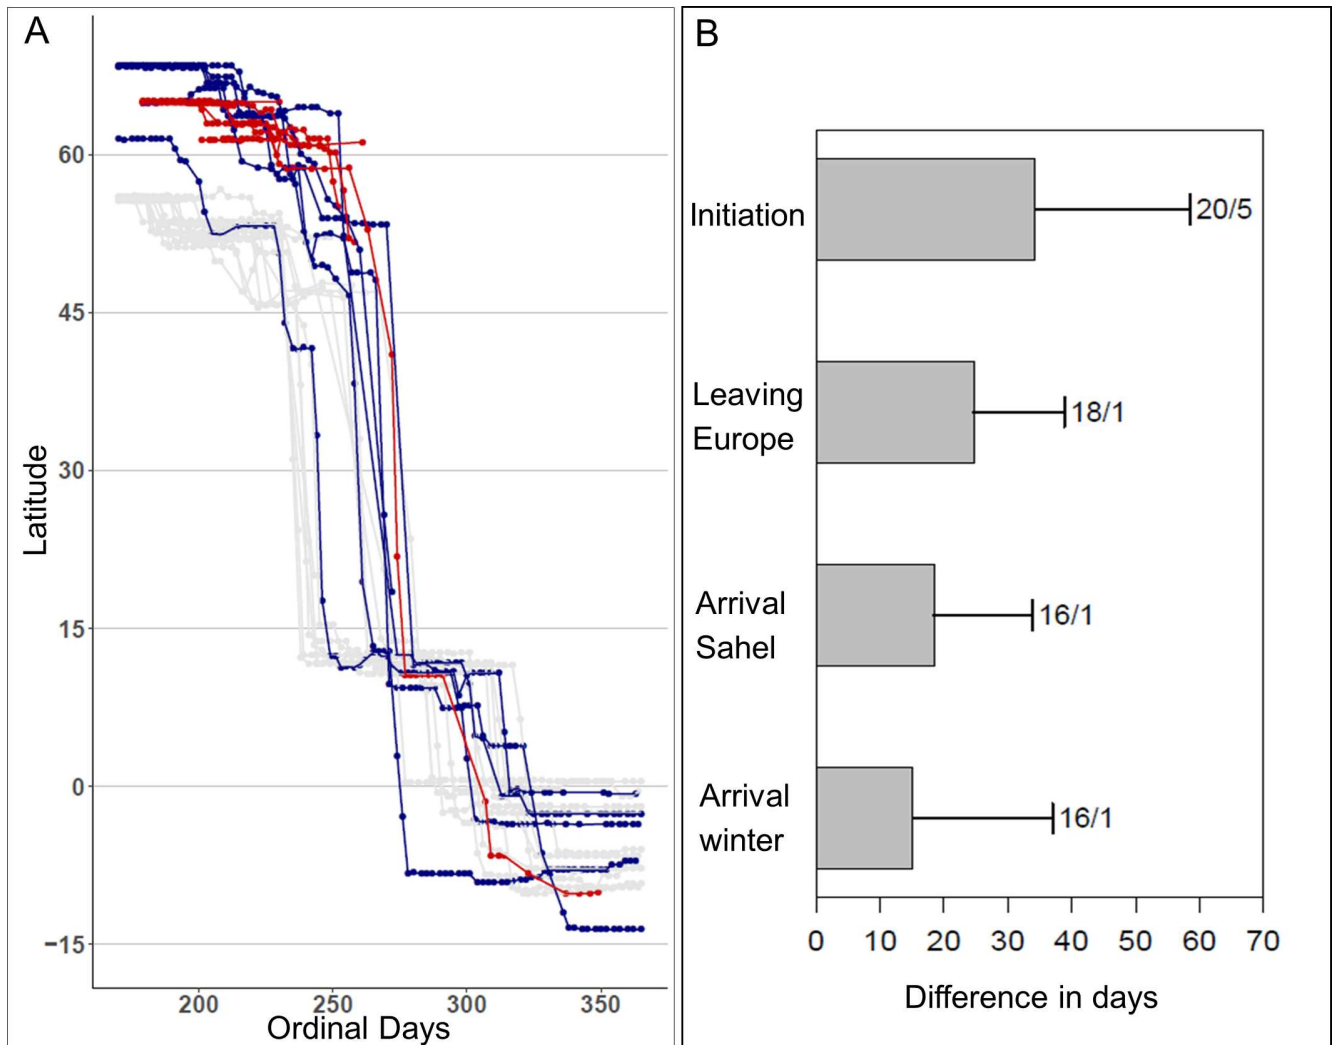 A
60
45
30
15
0
−15
Latitude
200 250 300 350
Ordinal Days
B
Initiation
20/5
Leaving
Europe
18/1
Arrival
Sahel
16/1
Arrival
winter
16/1
0 10 20 30 40 50 60 70
Difference in days